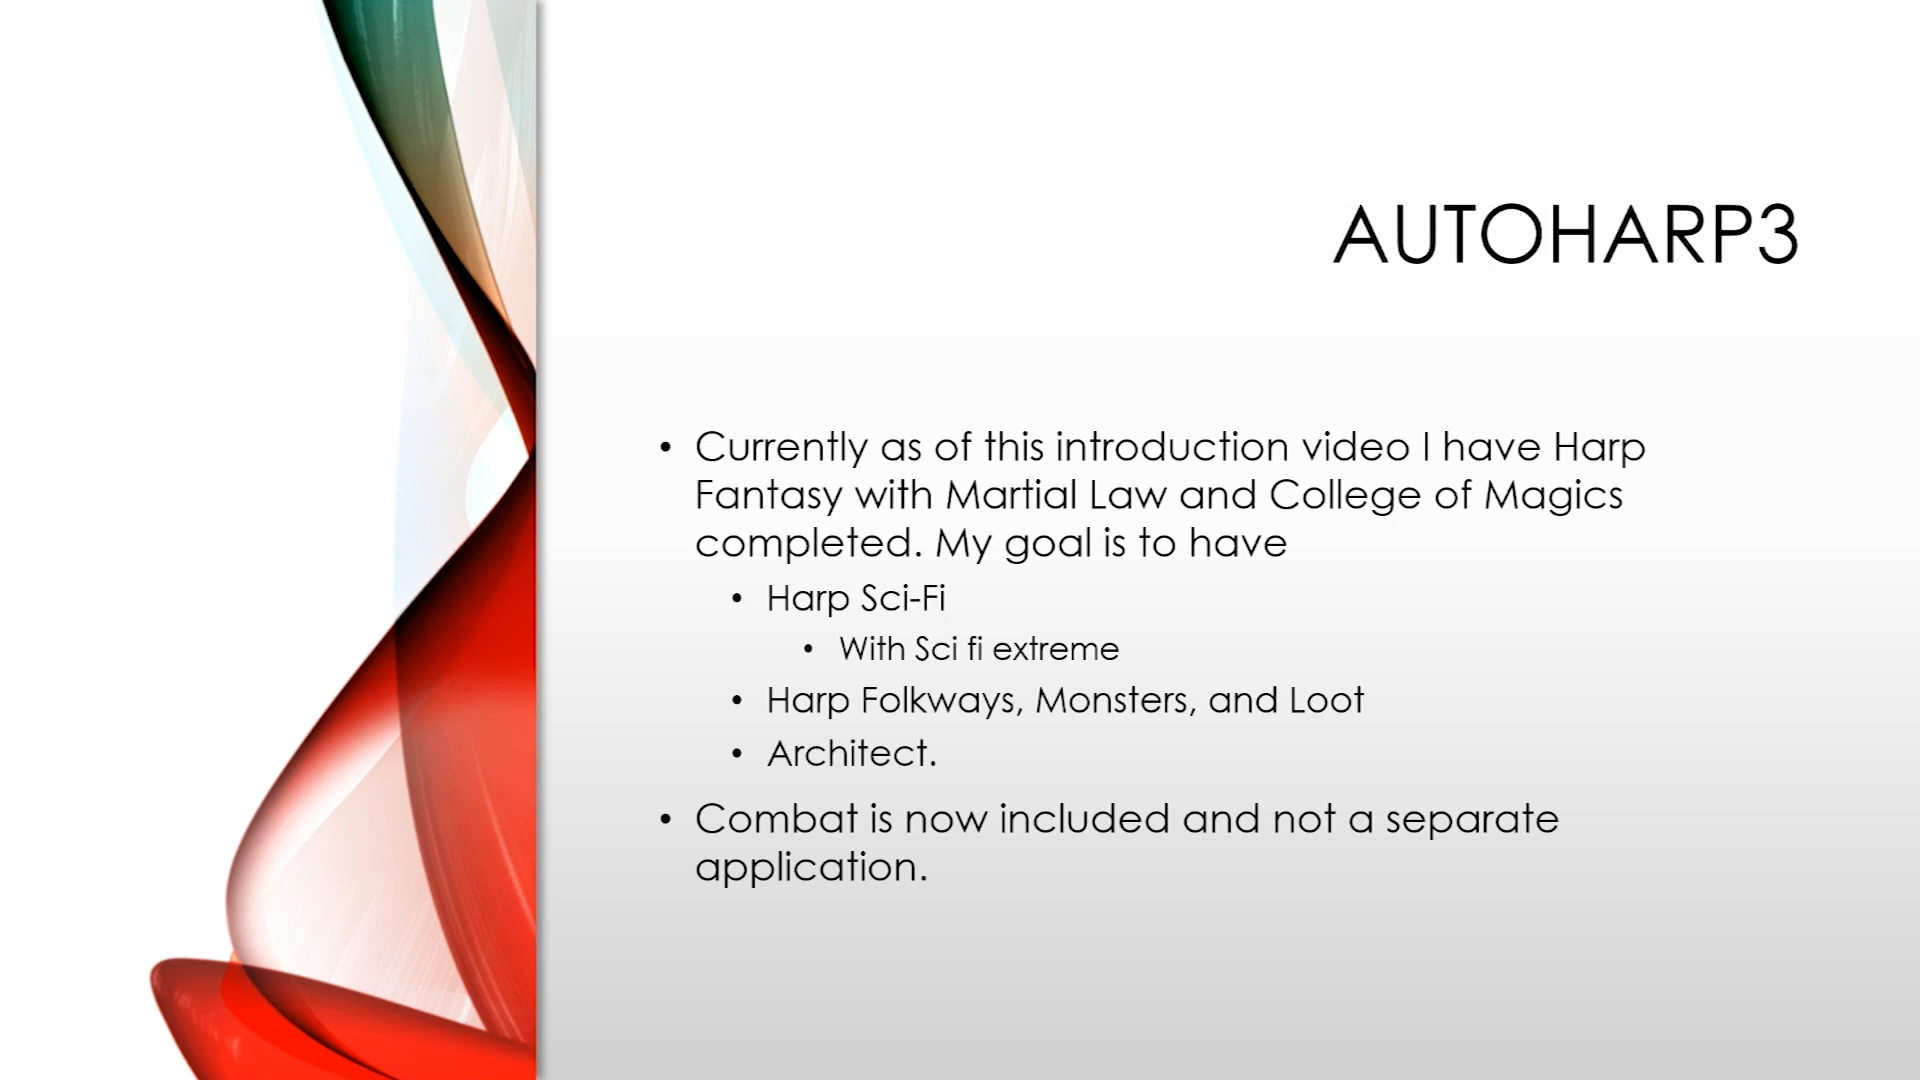 AUTOHARP3
• Currently as of this introduction video I have Harp
Fantasy with Martial Law and College of Magics
completed. My goal is to have
• Harp Sci-Fi
• With Sci fi extreme
• Harp Folkways, Monsters, and Loot
• Architect.
• Combat is now included and not a separate
application.